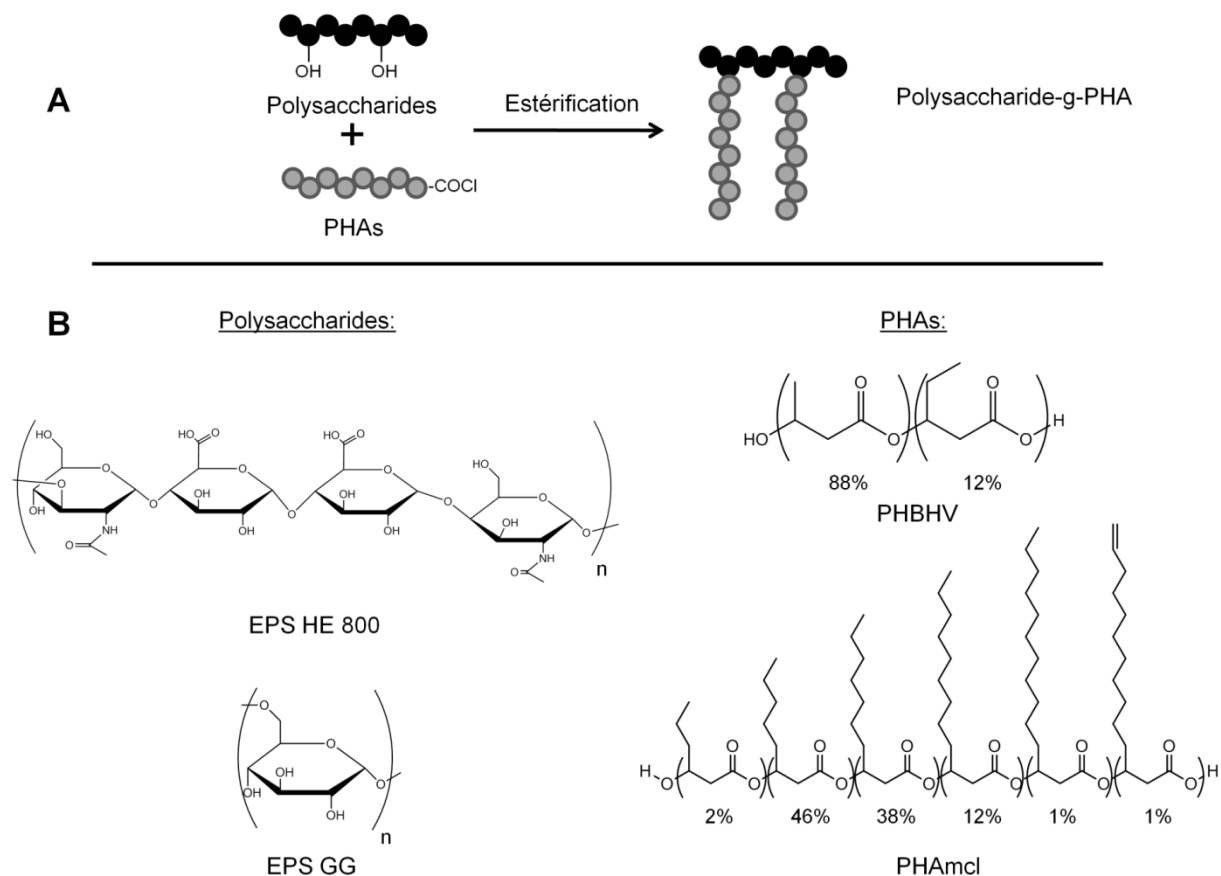 A
OH OH
Polysaccharides
+
-COCl
PHAs
Estérification
Polysaccharide-g-PHA
B
Polysaccharides:
HO
O
HO O
HO O
HO
O
O
O
O
O
O
O
O
O
OH
OH
OH
OH
OH
OH
NH
NH
O
O
n
EPS HE 800
O
O
OH
OH
OH
O
n
EPS GG
PHAs:
O O
HO O O H
88% 12%
PHBHV
O O O O O O
HO O O O O O O H
2% 46% 38% 12% 1% 1%
PHAmcl